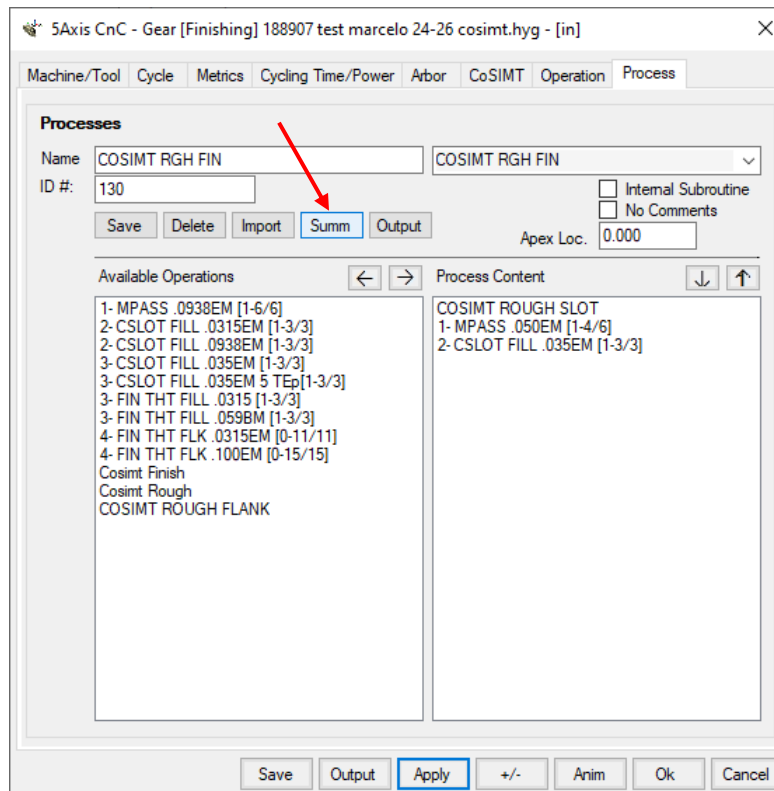 5Axis CnC - Gear [Finishing] 188907 test marcelo 24-26 cosimt.hyg - [in]
Machine/Tool Cycle Metrics Cycling Time/Power Arbor CoSIMT Operation Process
Processes
Name COSIMT RGH FIN COSIMT RGH FIN
ID #: 130 Internal Subroutine
No Comments
Save Delete Import Summ Output
Apex Loc. 0.000
Available Operations ← → Process Content ↓ ↑
1- MPASS .0938EM [1-6/6]
2- CSLOT FILL .0315EM [1-3/3]
2- CSLOT FILL .0938EM [1-3/3]
3- CSLOT FILL .035EM [1-3/3]
3- CSLOT FILL .035EM 5 TEp[1-3/3]
3- FIN THT FILL .0315 [1-3/3]
3- FIN THT FILL .059BM [1-3/3]
4- FIN THT FLK .0315EM [0-11/11]
4- FIN THT FLK .100EM [0-15/15]
Cosimt Finish
Cosimt Rough
COSIMT ROUGH FLANK
COSIMT ROUGH SLOT
1- MPASS .050EM [1-4/6]
2- CSLOT FILL .035EM [1-3/3]
Save Output Apply +/- Anim Ok Cancel